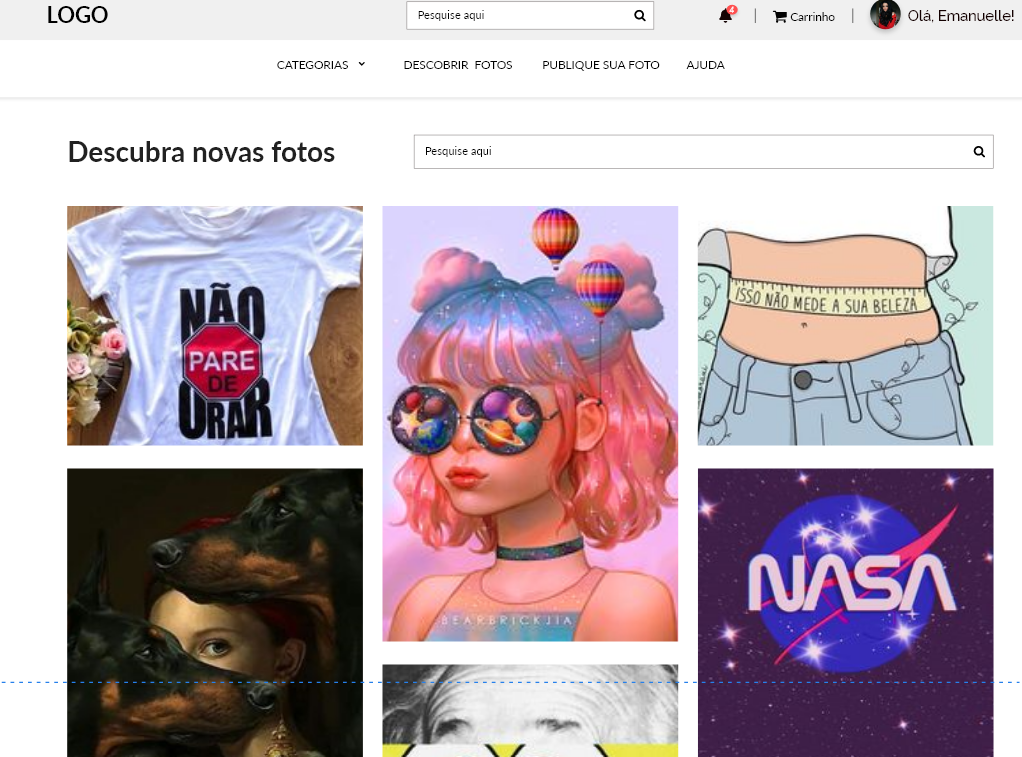 LOGO
Pesquise aqui
4
Carrinho
Olá, Emanuelle!
CATEGORIAS
DESCOBRIR FOTOS
PUBLIQUE SUA FOTO
AJUDA
Descubra novas fotos
Pesquise aqui
NÃO
PARE
DE
ORAR
BEARBRICKJIA
ISSO NÃO MEDE A SUA BELEZA
NASA